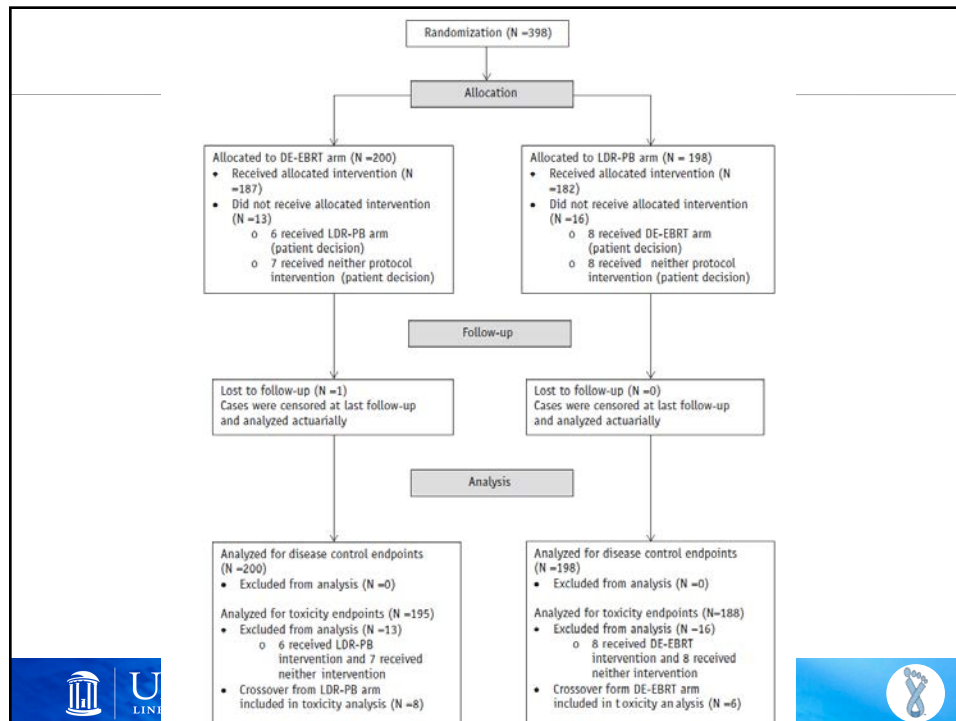 Randomization (N =398)
Allocation
Allocated to DE-EBRT arm (N =200)
• Received allocated intervention (N
=187)
• Did not receive allocated intervention
(N =13)
o 6 received LDR-PB arm
(patient decision)
o 7 received neither protocol
intervention (patient decision)
Allocated to LDR-PB arm (N = 198)
• Received allocated intervention (N
=182)
• Did not receive allocated intervention
(N =16)
o 8 received DE-EBRT arm
(patient decision)
o 8 received neither protocol
intervention (patient decision)
Follow-up
Lost to follow-up (N =1)
Cases were censored at last follow-up
and analyzed actuarially
Lost to follow-up (N =0)
Cases were censored at last follow-up
and analyzed actuarially
Analysis
Analyzed for disease control endpoints
(N =200)
• Excluded from analysis (N =0)
Analyzed for toxicity endpoints (N =195)
• Excluded from analysis (N =13)
o 6 received LDR-PB
intervention and 7 received
neither intervention
• Crossover from LDR-PB arm
included in toxicity analysis (N =8)
Analyzed for disease control endpoints
(N =198)
• Excluded from analysis (N =0)
Analyzed for toxicity endpoints (N=188)
• Excluded from analysis (N =16)
o 8 received DE-EBRT
intervention and 8 received
neither intervention
• Crossover form DE-EBRT arm
included in toxicity analysis (N =6)
U
LINE